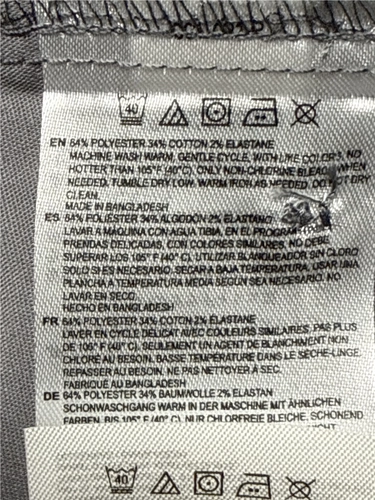 40
EN 64% POLYESTER 34% COTTON 2% ELASTANE
MACHINE WASH WARM, GENTLE CYCLE, WITH LIKE COLORS, NO
HOTTER THAN 105°F (40°C). ONLY NON-CHLORINE BLEACH WHEN
NEEDED. TUMBLE DRY LOW. WARM IRON AS NEEDED. DO NOT DRY
CLEAN.
MADE IN BANGLADESH
ES 64% POLIÉSTER 34% ALGODÓN 2% ELASTANO
LAVAR A MÁQUINA CON AGUA TIBIA, EN EL
PRENDAS DELICADAS, CON COLORES SIMILARES. NO DEBE
SUPERAR LOS 105° F (40° C). UTILIZAR BLANQUEADOR SIN CLORO
SOLO SI ES NECESARIO. SECAR A BAJA TEMPERATURA. USAR UNA
PLANCHA A TEMPERATURA MEDIA SEGÚN SEA NECESARIO. NO
LAVAR EN SECO.
HECHO EN BANGLADESH
FR 64% POLYESTER 34% COTON 2% ELASTANE
LAVER EN CYCLE DÉLICAT AVEC COULEURS SIMILAIRES. PAS PLUS
DE 105° F (40° C). SEULEMENT UN AGENT DE BLANCHIMENT NON
CHLORÉ AU BESOIN. BASSE TEMPÉRATURE DANS LE SÈCHE-LINGE.
REPASSER AU BESOIN. NE PAS NETTOYER À SEC.
FABRIQUÉ AU BANGLADESH
DE 64% POLYESTER 34% BAUMWOLLE 2% ELASTAN
SCHONWASCHGANG WARM IN DER MASCHINE MIT ÄHNLICHEN
FARBEN, BIS 105° F (40° C). NUR CHLORFREIE BLEICHE. SCHONEND
40